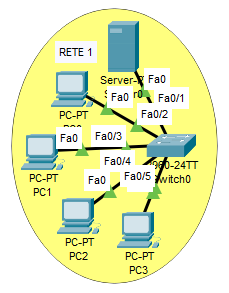 RETE 1
Server-
Fa0
Fa0
Fa0/1
PC-PT
Fa0/2
Fa0
Fa0/3
PC-PT
PC1
Fa0/4
-24TT
Switch0
Fa0
Fa0/5
PC-PT
PC2
PC-PT
PC3